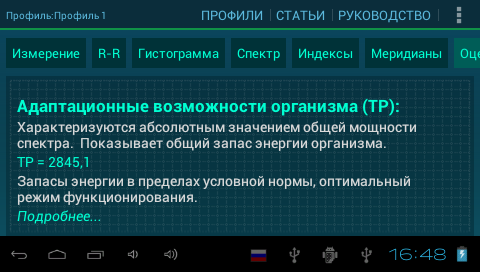 Профиль:Профиль 1
ПРОФИЛИ
СТАТЬИ
РУКОВОДСТВО
Измерение
R-R
Гистограмма
Спектр
Индексы
Меридианы
Оце
Адаптационные возможности организма (TP):
Характеризуются абсолютным значением общей мощности
спектра. Показывает общий запас энергии организма.
TP = 2845,1
Запасы энергии в пределах условной нормы, оптимальный
режим функционирования.
Подробнее...
16:48